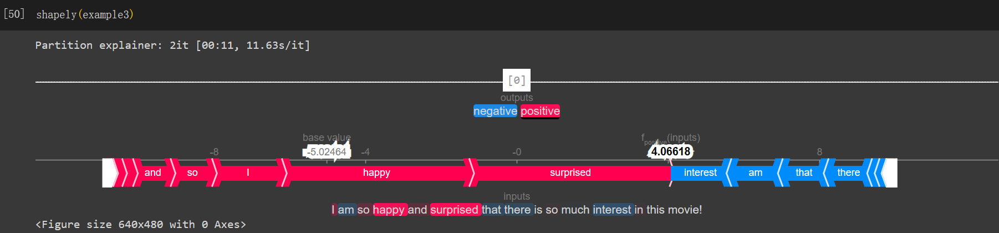 [50] shapely(example3)
Partition explainer: 2it [00:11, 11.63s/it]
[0]
outputs
negative positive
base value fpositive(inputs)
-8 -5.02464 -4 -0 4.06618 8
and so I happy surprised interest am that there
inputs
I am so happy and surprised that there is so much interest in this movie!
<Figure size 640x480 with 0 Axes>